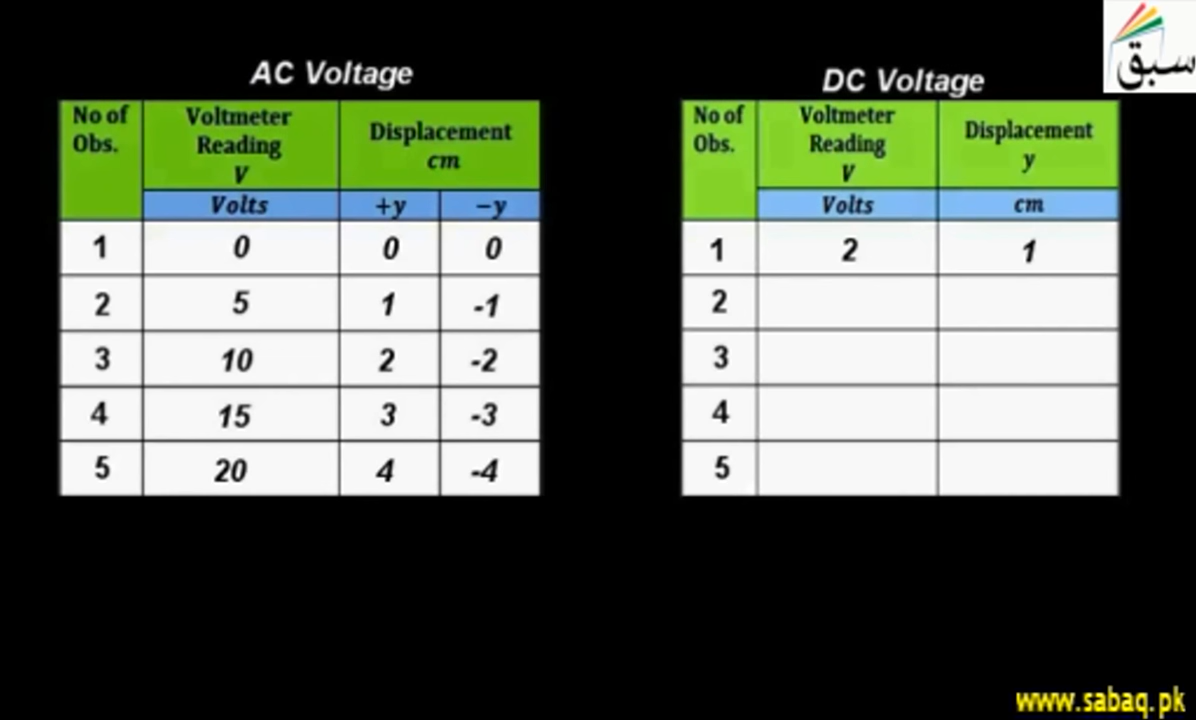 سبق
AC Voltage
No of Obs. Voltmeter Reading V Displacement cm
Volts +y −y
1 0 0 0
2 5 1 -1
3 10 2 -2
4 15 3 -3
5 20 4 -4
DC Voltage
No of Obs. Voltmeter Reading V Displacement y
Volts cm
1 2 1
2
3
4
5
www.sabaq.pk